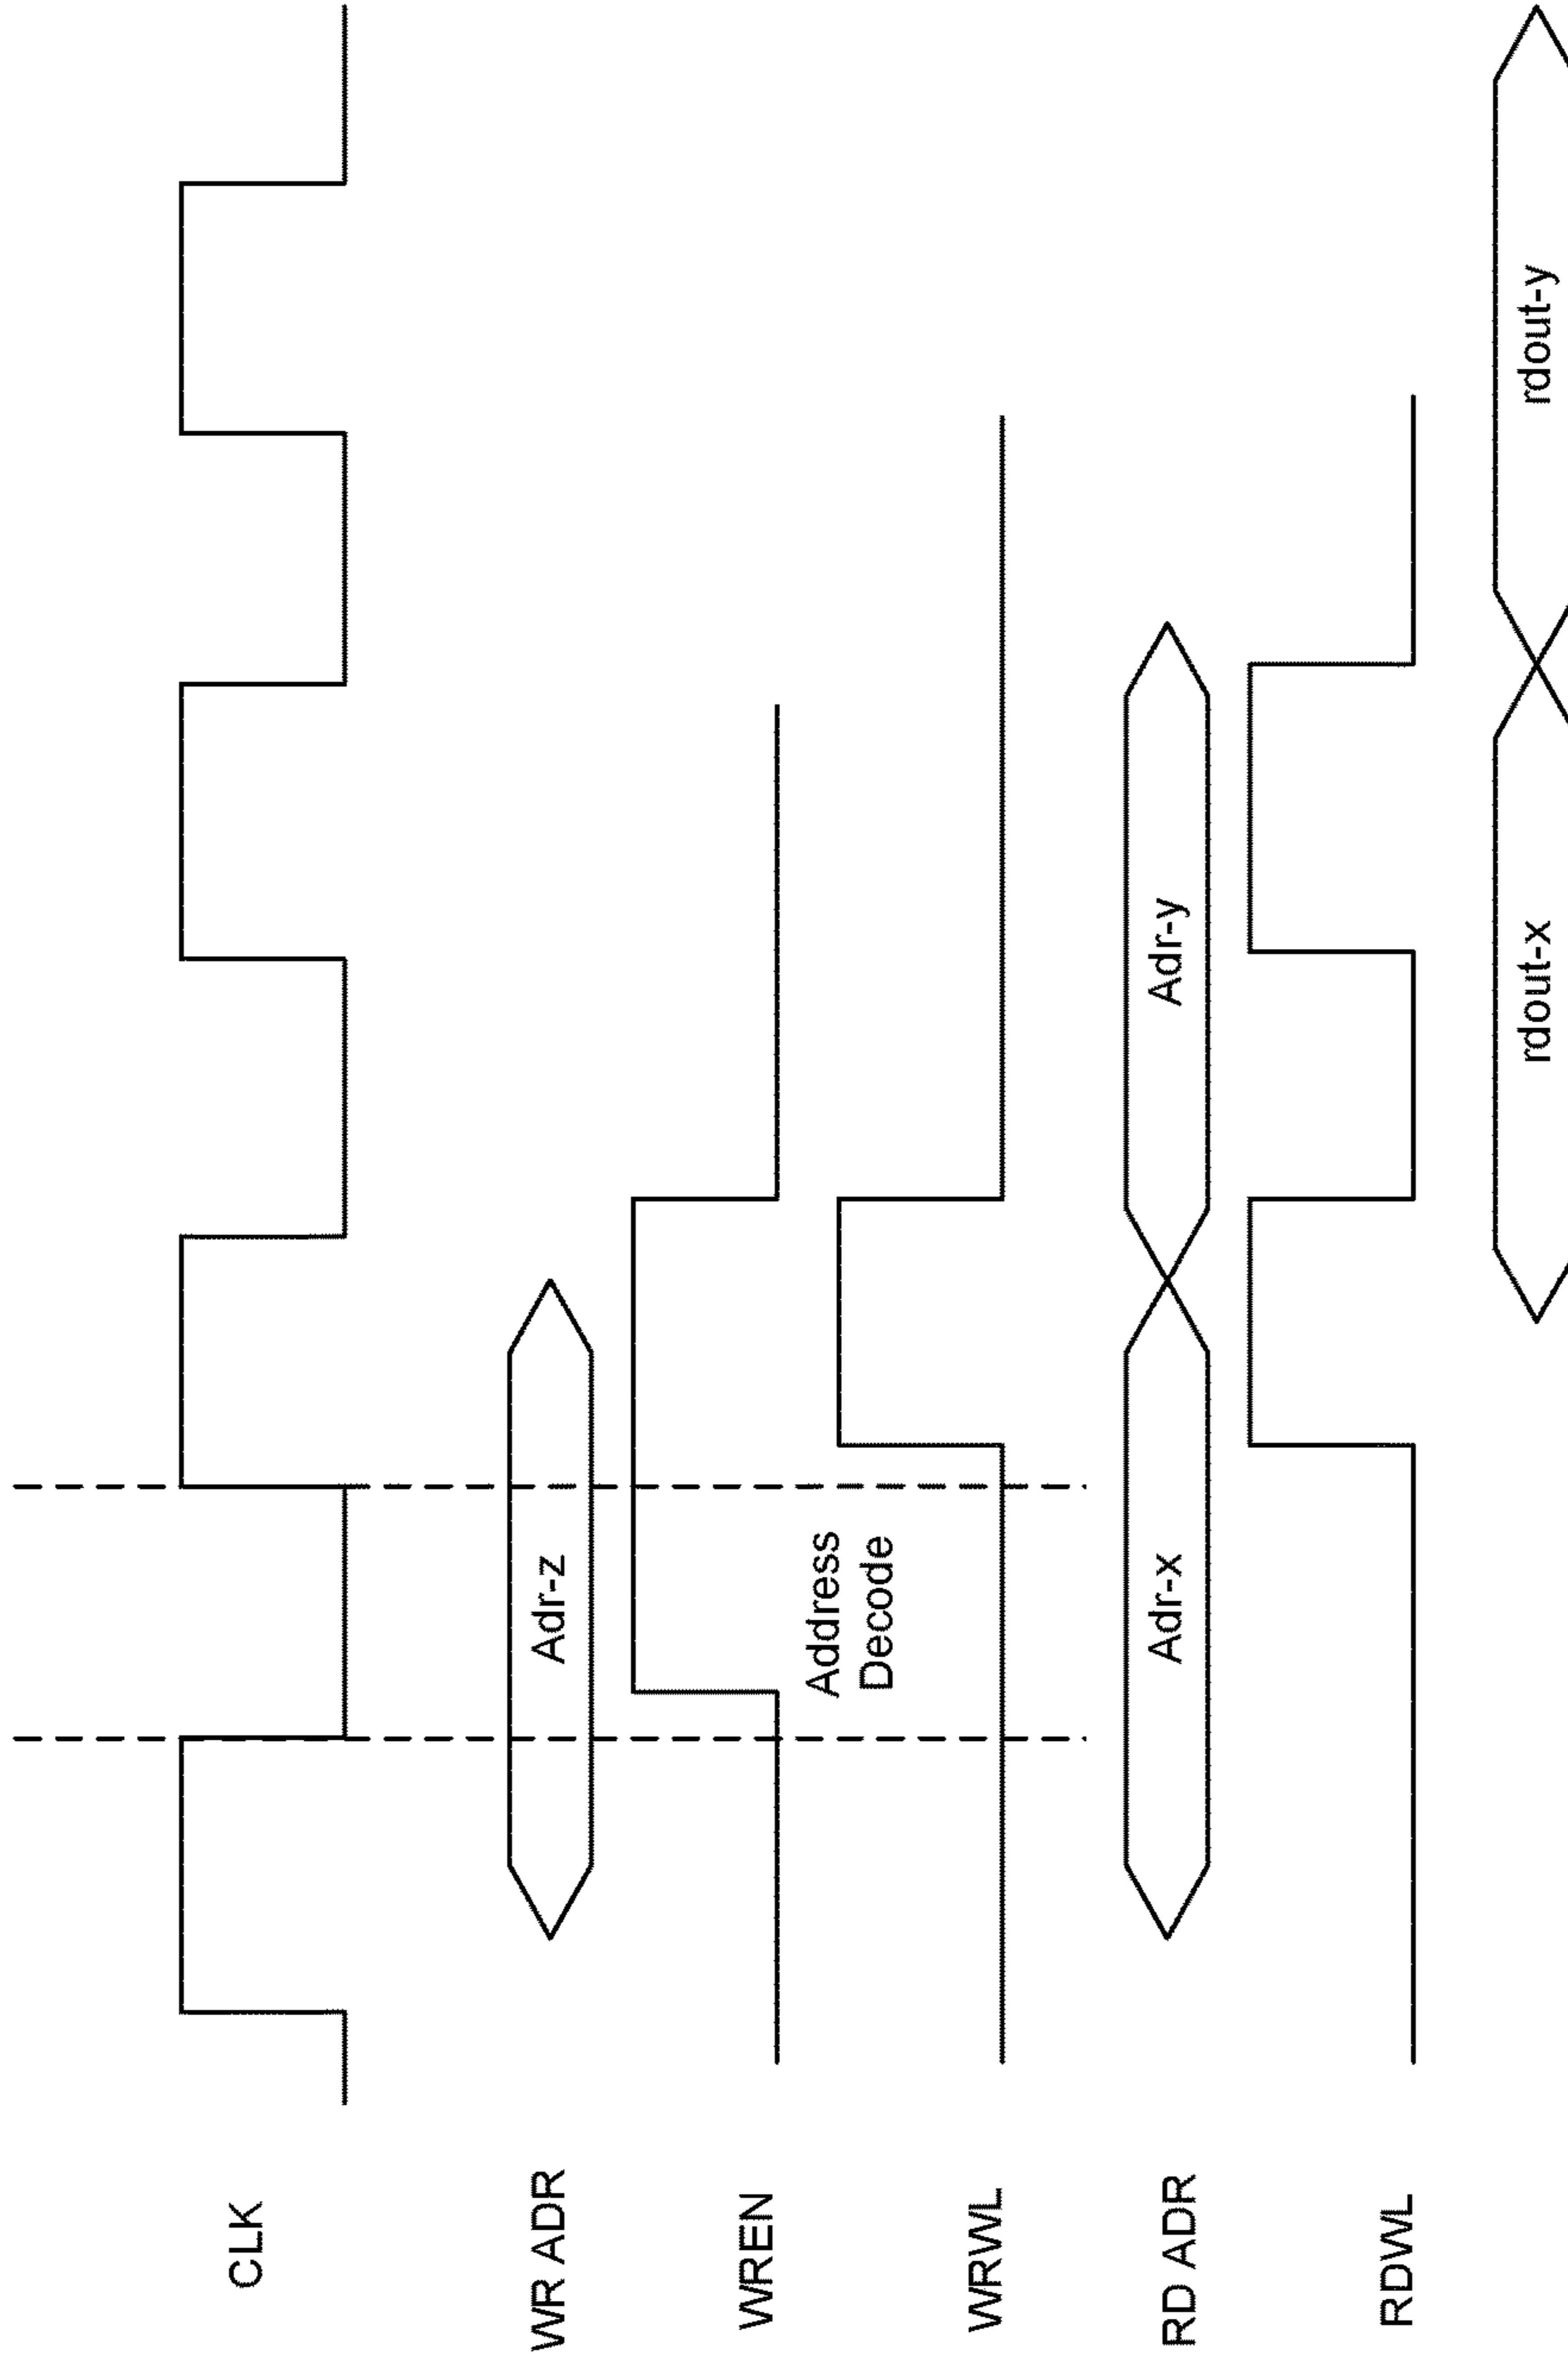 CLK
WR ADR
Adr-z
WREN
Address
Decode
WRWL
RD ADR
Adr-x
Adr-y
RDWL
rdout-x
rdout-y